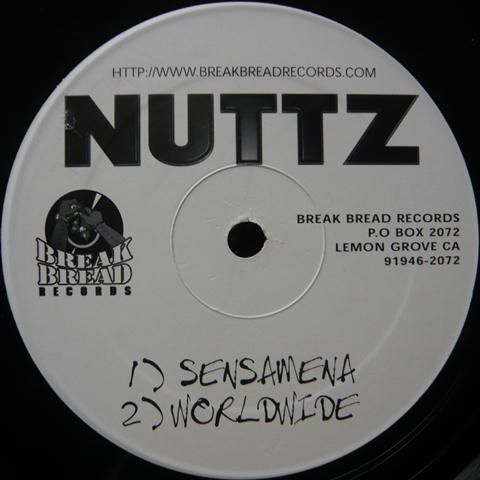 HTTP://WWW.BREAKBREADRECORDS.COM
NUTTZ
BREAK
BREAD
RECORDS
BREAK BREAD RECORDS
P.O BOX 2072
LEMON GROVE CA
91946-2072
1) SENSAMENA
2) WORLDWIDE